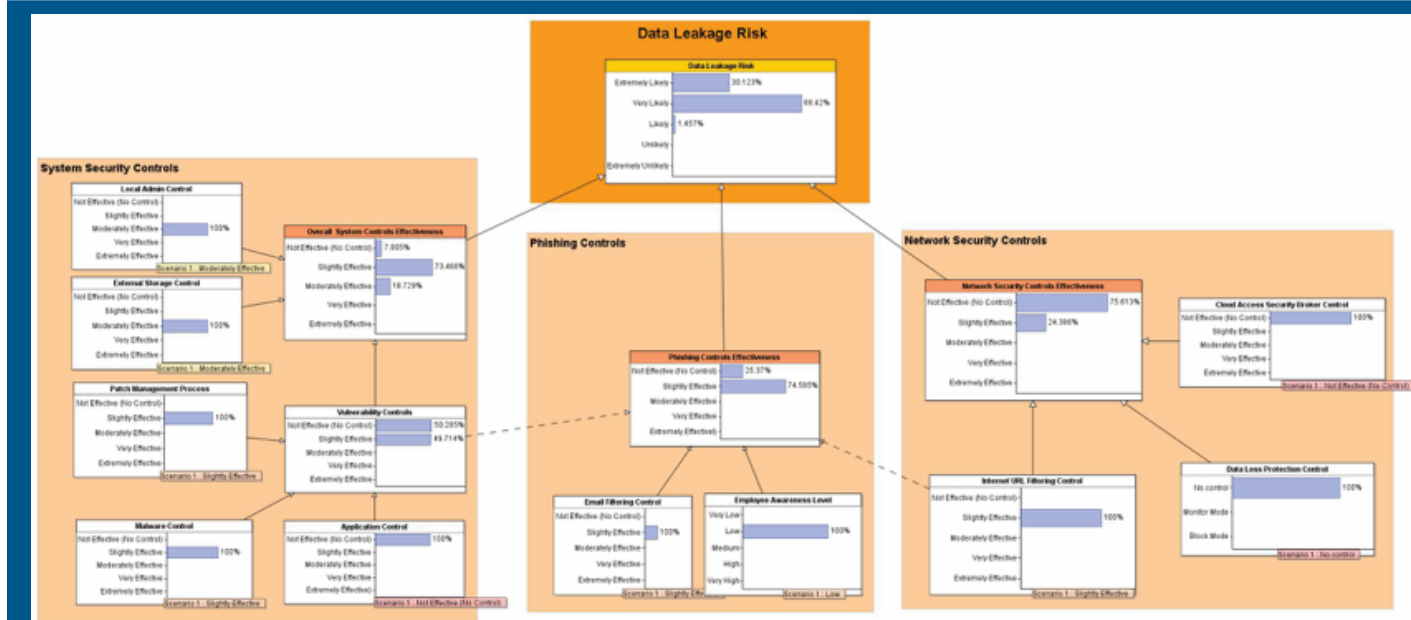 Data Leakage Risk
Data Leakage Risk
Extremely Likely 30.123%
Very Likely 68.42%
Likely 1.457%
Unlikely
Extremely Unlikely
System Security Controls
Local Admin Control
Not Effective (No Control)
Slightly Effective
Moderately Effective 100%
Very Effective
Extremely Effective
Scenario 1 : Moderately Effective
External Storage Control
Not Effective (No Control)
Slightly Effective
Moderately Effective 100%
Very Effective
Extremely Effective
Scenario 1 : Moderately Effective
Overall System Controls Effectiveness
Not Effective (No Control) 7.805%
Slightly Effective 73.466%
Moderately Effective 18.729%
Very Effective
Extremely Effective
Patch Management Process
Not Effective (No Control)
Slightly Effective 100%
Moderately Effective
Very Effective
Extremely Effective
Scenario 1 : Slightly Effective
Vulnerability Controls
Not Effective (No Control) 50.285%
Slightly Effective 49.714%
Moderately Effective
Very Effective
Extremely Effective
Malware Control
Not Effective (No Control)
Slightly Effective 100%
Moderately Effective
Very Effective
Extremely Effective
Scenario 1 : Slightly Effective
Application Control
Not Effective (No Control) 100%
Slightly Effective
Moderately Effective
Very Effective
Extremely Effective)
Scenario 1 : Not Effective (No Control)
Phishing Controls
Phishing Controls Effectiveness
Not Effective (No Control) 25.37%
Slightly Effective 74.585%
Moderately Effective
Very Effective
Extremely Effective)
Email Filtering Control
Not Effective (No Control)
Slightly Effective 100%
Moderately Effective
Very Effective
Extremely Effective
Scenario 1 : Slightly
Employee Awareness Level
Very Low
Low 100%
Medium
High
Very High
Scenario 1 : Low
Network Security Controls
Network Security Controls Effectiveness
Not Effective (No Control) 75.613%
Slightly Effective 24.386%
Moderately Effective
Very Effective
Extremely Effective
Cloud Access Security Broker Control
Not Effective (No Control) 100%
Slightly Effective
Moderately Effective
Very Effective
Extremely Effective
Scenario 1 : Not Effective (No Control)
Internet URL Filtering Control
Not Effective (No Control)
Slightly Effective 100%
Moderately Effective
Very Effective
Extremely Effective
Scenario 1 : Slightly Effective
Data Loss Protection Control
No control 100%
Monitor Mode
Block Mode
Scenario 1 : No control